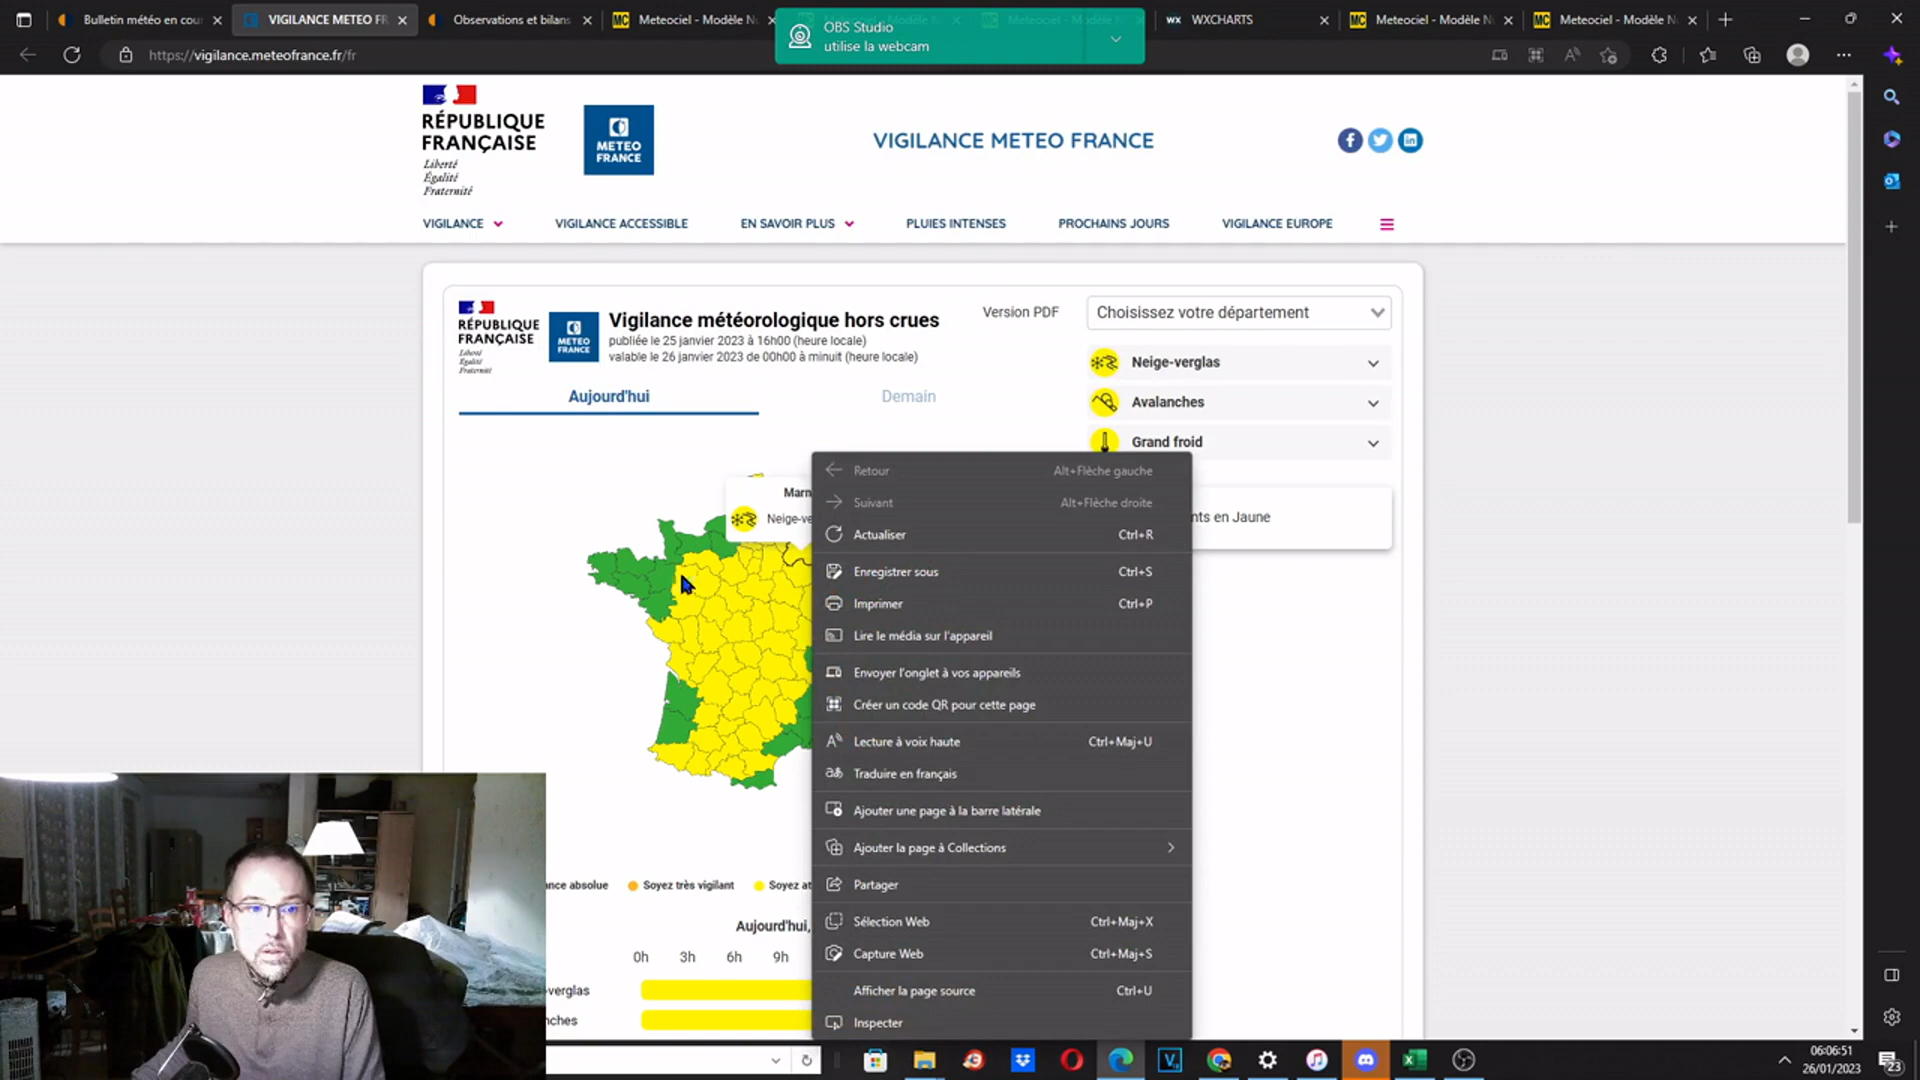 Bulletin météo en cour
VIGILANCE METEO FR
Observations et bilans
Meteociel - Modèle N
WXCHARTS
Meteociel - Modèle N
Meteociel - Modèle N
OBS Studio
utilise la webcam
https://vigilance.meteofrance.fr/fr
RÉPUBLIQUE
FRANÇAISE
Liberté
Égalité
Fraternité
METEO
FRANCE
VIGILANCE METEO FRANCE
VIGILANCE
VIGILANCE ACCESSIBLE
EN SAVOIR PLUS
PLUIES INTENSES
PROCHAINS JOURS
VIGILANCE EUROPE
RÉPUBLIQUE
FRANÇAISE
Liberté
Égalité
Fraternité
METEO
FRANCE
Vigilance météorologique hors crues
publiée le 25 janvier 2023 à 16h00 (heure locale)
valable le 26 janvier 2023 de 00h00 à minuit (heure locale)
Version PDF
Choisissez votre département
Neige-verglas
Avalanches
Grand froid
Aujourd'hui
Demain
nts en Jaune
Marn
Neige-ve
Retour Alt+Flèche gauche
Suivant Alt+Flèche droite
Actualiser Ctrl+R
Enregistrer sous Ctrl+S
Imprimer Ctrl+P
Lire le média sur l'appareil
Envoyer l'onglet à vos appareils
Créer un code QR pour cette page
Lecture à voix haute Ctrl+Maj+U
Traduire en français
Ajouter une page à la barre latérale
Ajouter la page à Collections
Partager
Sélection Web Ctrl+Maj+X
Capture Web Ctrl+Maj+S
Afficher la page source Ctrl+U
Inspecter
nce absolue
Soyez très vigilant
Soyez at
Aujourd'hui,
0h 3h 6h 9h
verglas
nches
06:06:51
26/01/2023
23